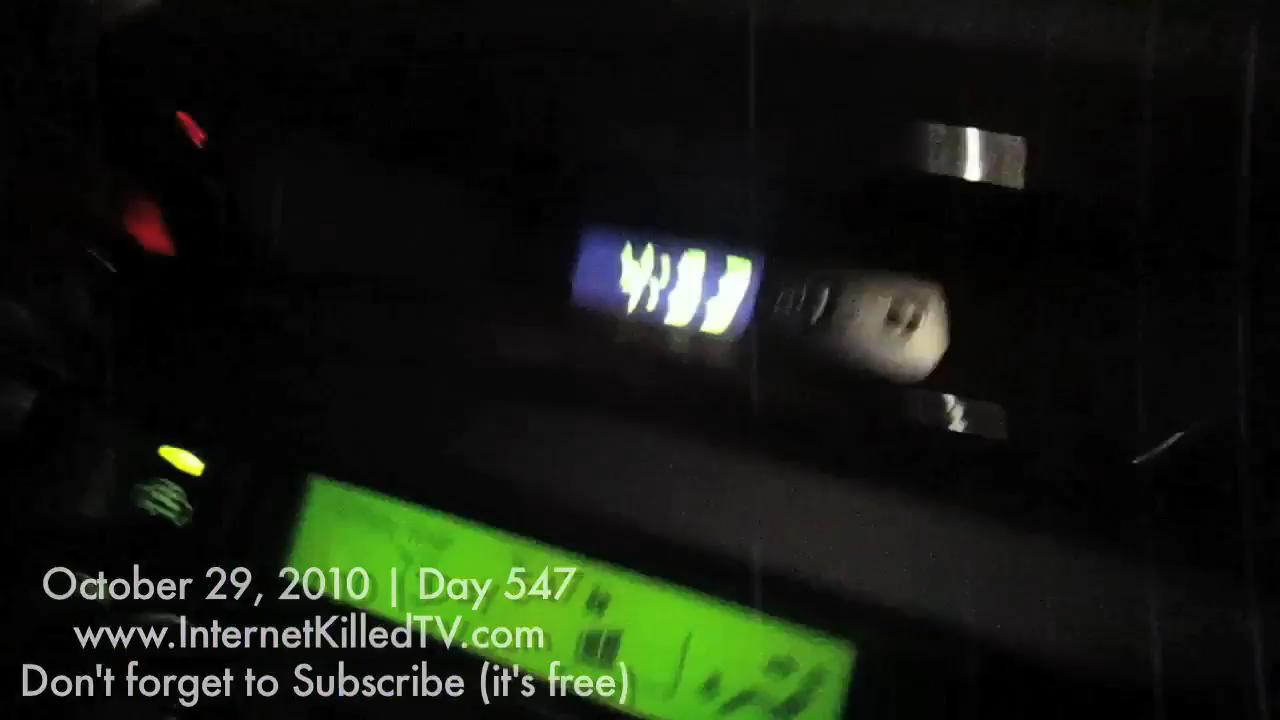 October 29, 2010 | Day 547
www.InternetKilledTV.com
Don't forget to Subscribe (it's free)